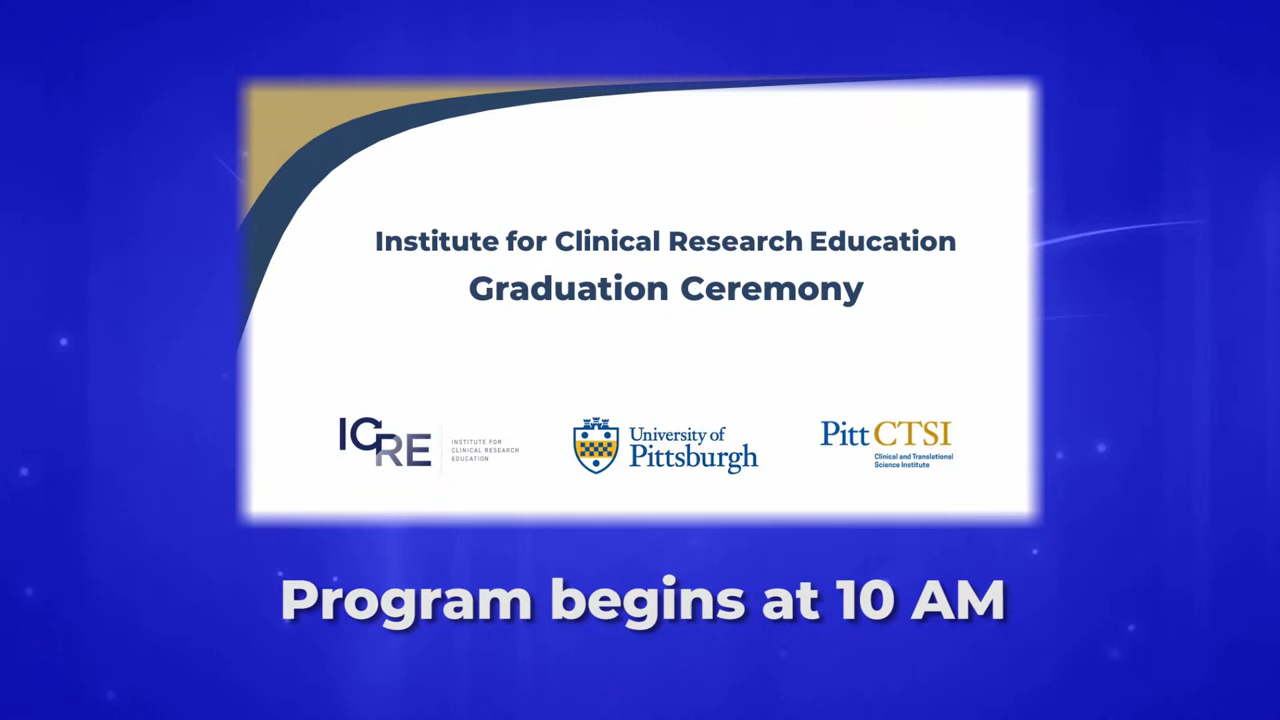 Institute for Clinical Research Education
Graduation Ceremony
ICRE
INSTITUTE FOR
CLINICAL RESEARCH
EDUCATION
University of
Pittsburgh
Pitt CTSI
Clinical and Translational
Science Institute
Program begins at 10 AM